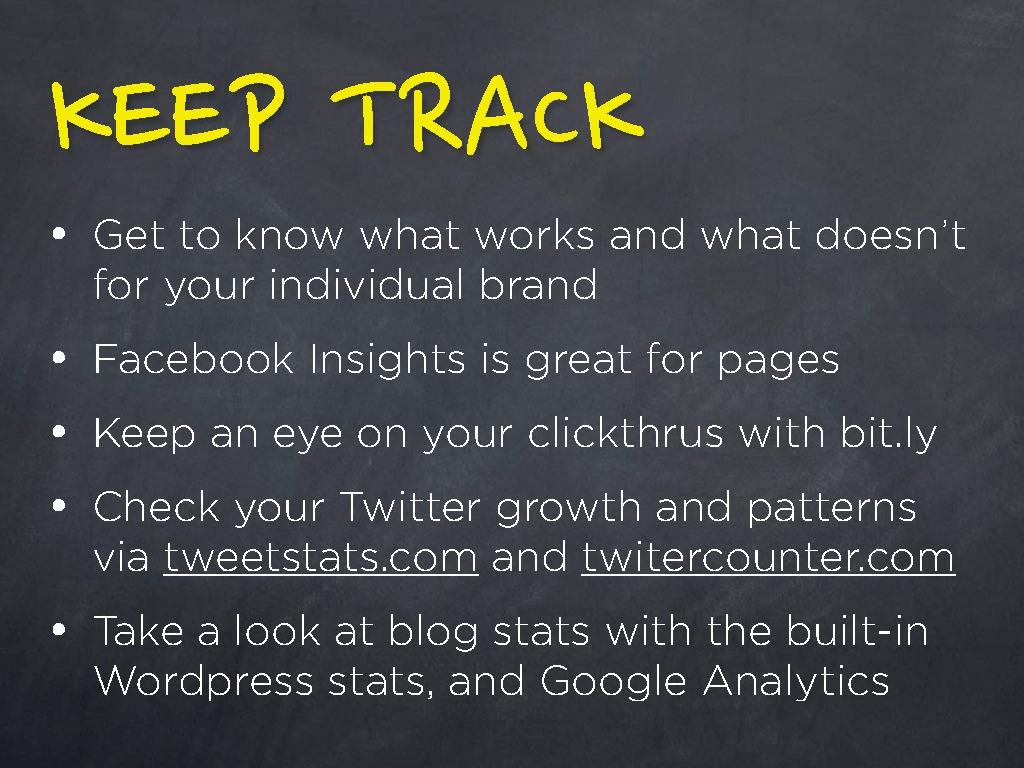 KEEP TRACK
• Get to know what works and what doesn’t
for your individual brand
• Facebook Insights is great for pages
• Keep an eye on your clickthrus with bit.ly
• Check your Twitter growth and patterns
via tweetstats.com and twitercounter.com
• Take a look at blog stats with the built-in
Wordpress stats, and Google Analytics